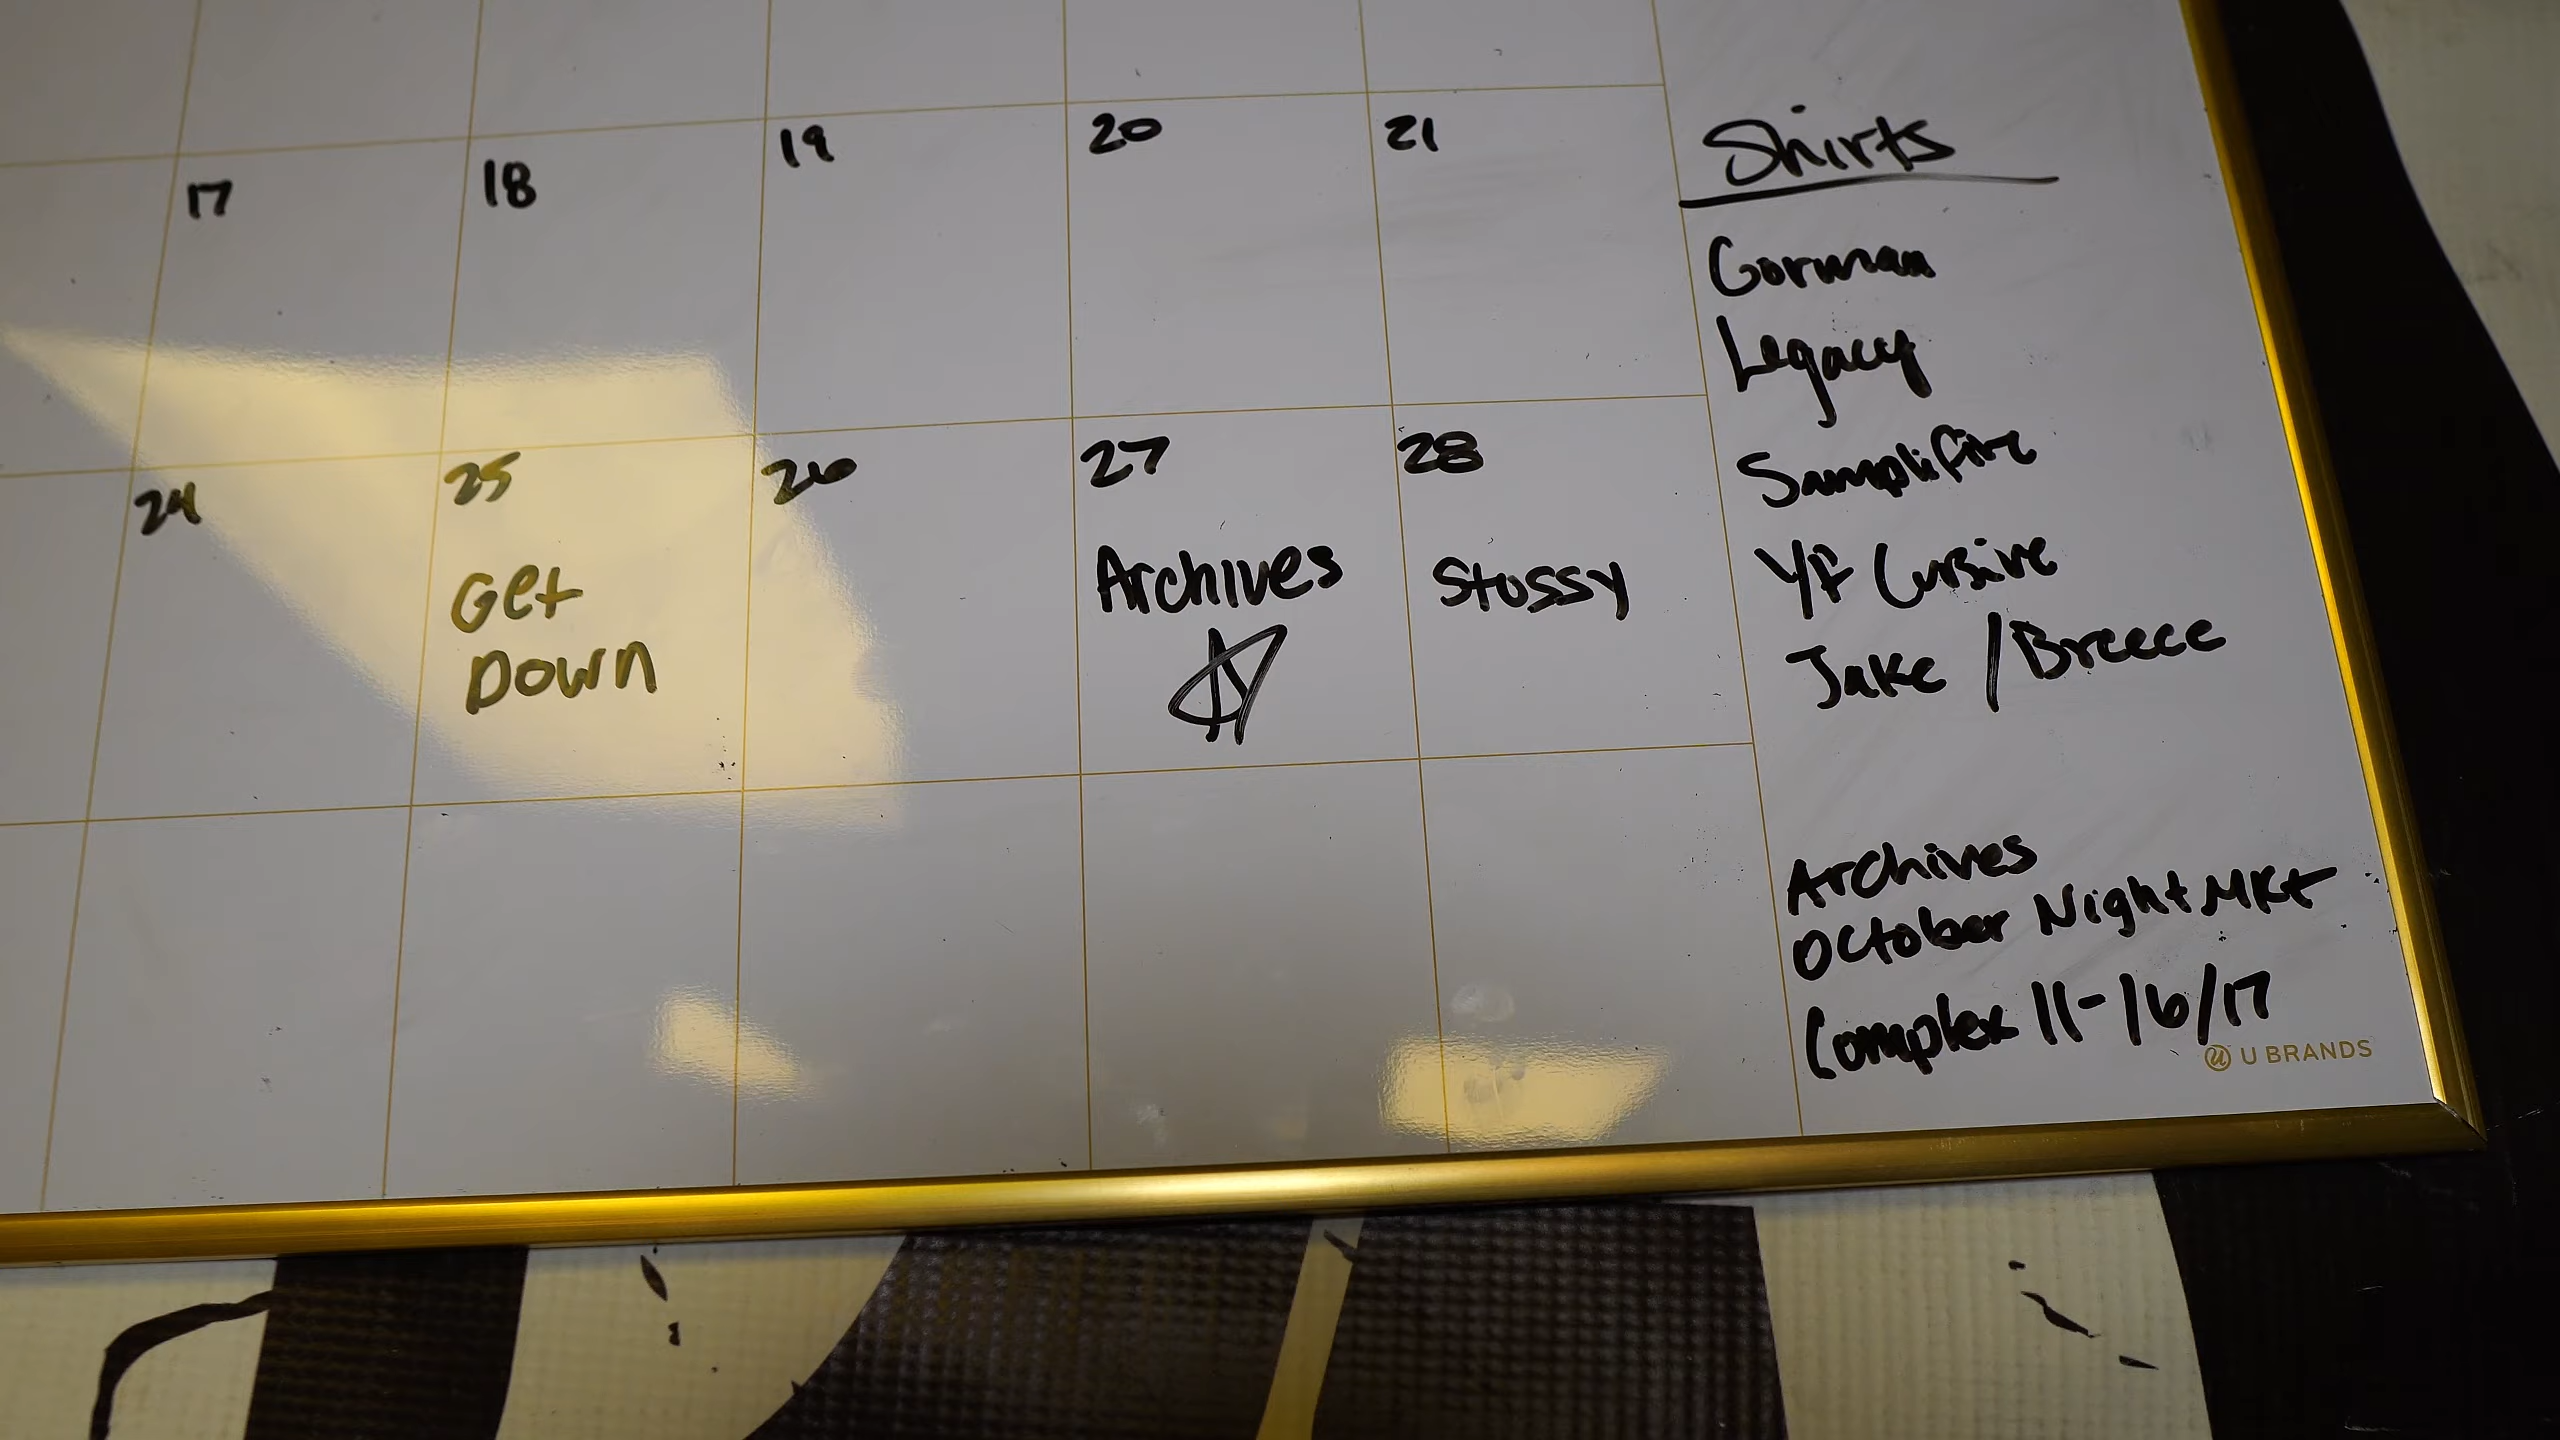 17 18 19 20 21
24 25 26 27 28
Get
Down
Archives
Stussy
Shirts
Gorman
Legacy
Samplifire
YF Cursive
Jake / Breece
Archives
October Night Mkt
Complex 11-16/17
U BRANDS